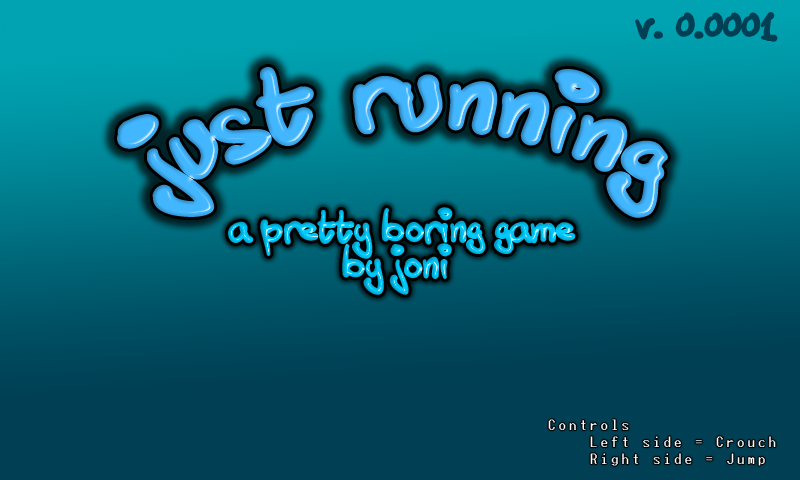 v. 0.0001
just running
a pretty boring game
by joni
Controls
Left side = Crouch
Right side = Jump